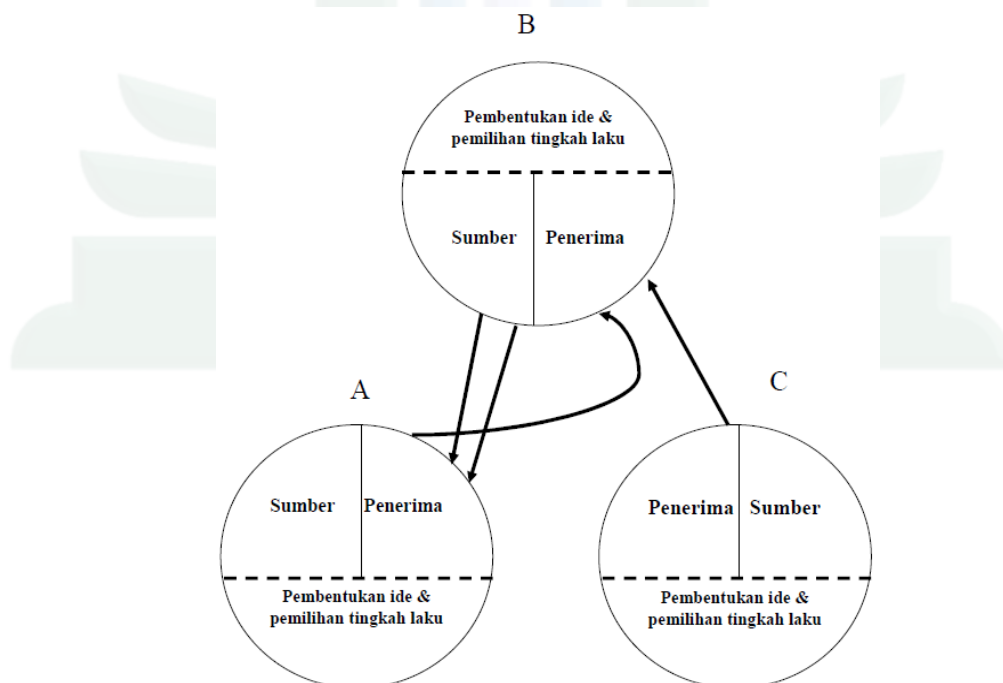 B
Pembentukan ide &
pemilihan tingkah laku
Sumber
Penerima
A
C
Sumber
Penerima
Pembentukan ide &
pemilihan tingkah laku
Penerima
Sumber
Pembentukan ide &
pemilihan tingkah laku